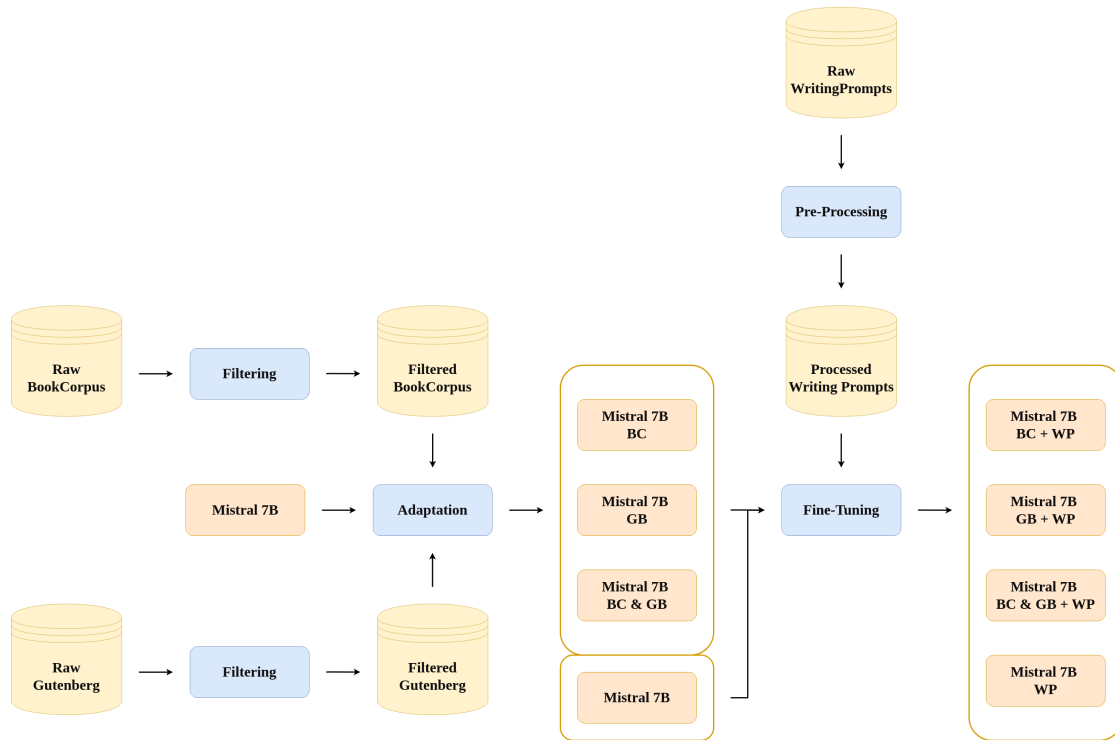 Raw
WritingPrompts
Pre-Processing
Raw
BookCorpus
Filtering
Filtered
BookCorpus
Processed
Writing Prompts
Mistral 7B
BC
Mistral 7B
BC + WP
Mistral 7B
Adaptation
Mistral 7B
GB
Fine-Tuning
Mistral 7B
GB + WP
Mistral 7B
BC & GB
Mistral 7B
BC & GB + WP
Raw
Gutenberg
Filtering
Filtered
Gutenberg
Mistral 7B
Mistral 7B
WP